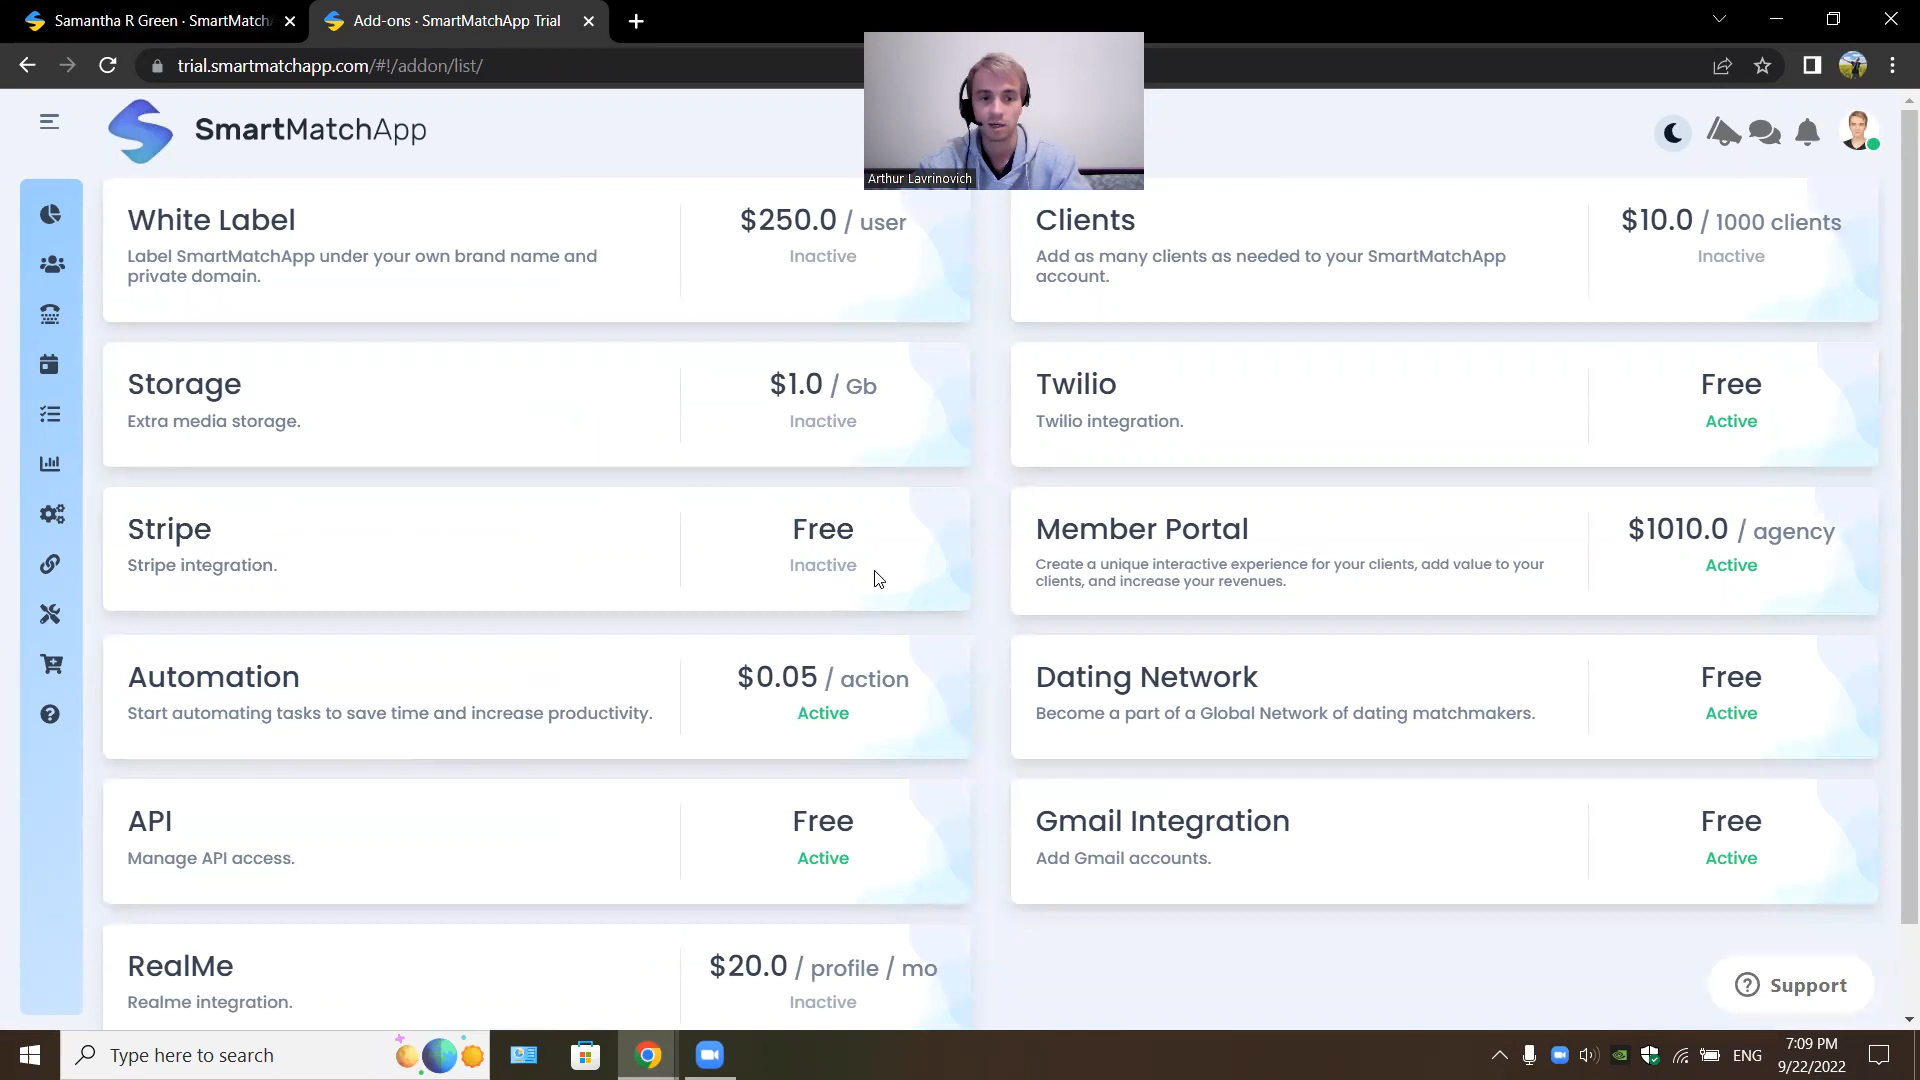 Samantha R Green · SmartMatch
Add-ons · SmartMatchApp Trial
trial.smartmatchapp.com/#!/addon/list/
SmartMatchApp
Arthur Lavrinovich
White Label
Label SmartMatchApp under your own brand name and
private domain.
$250.0 / user
Inactive
Clients
Add as many clients as needed to your SmartMatchApp
account.
$10.0 / 1000 clients
Inactive
Storage
Extra media storage.
$1.0 / Gb
Inactive
Twilio
Twilio integration.
Free
Active
Stripe
Stripe integration.
Free
Inactive
Member Portal
Create a unique interactive experience for your clients, add value to your
clients, and increase your revenues.
$1010.0 / agency
Active
Automation
Start automating tasks to save time and increase productivity.
$0.05 / action
Active
Dating Network
Become a part of a Global Network of dating matchmakers.
Free
Active
API
Manage API access.
Free
Active
Gmail Integration
Add Gmail accounts.
Free
Active
RealMe
Realme integration.
$20.0 / profile / mo
Inactive
Support
Type here to search
ENG
7:09 PM
9/22/2022